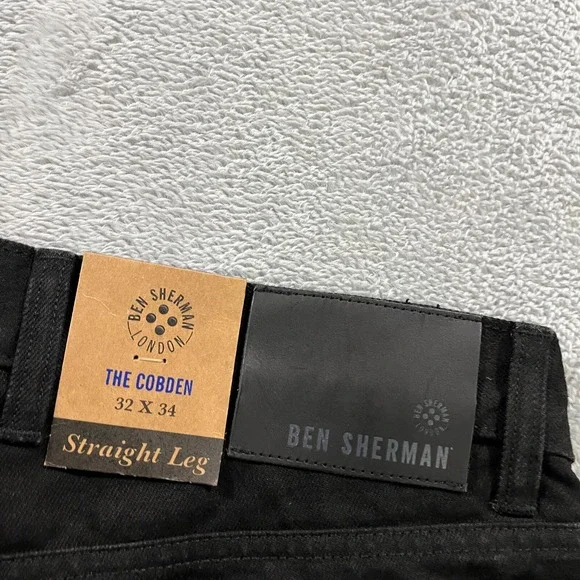 BEN SHERMAN
LONDON
THE COBDEN
32 X 34
Straight Leg
BEN SHERMAN
LONDON
BEN SHERMAN